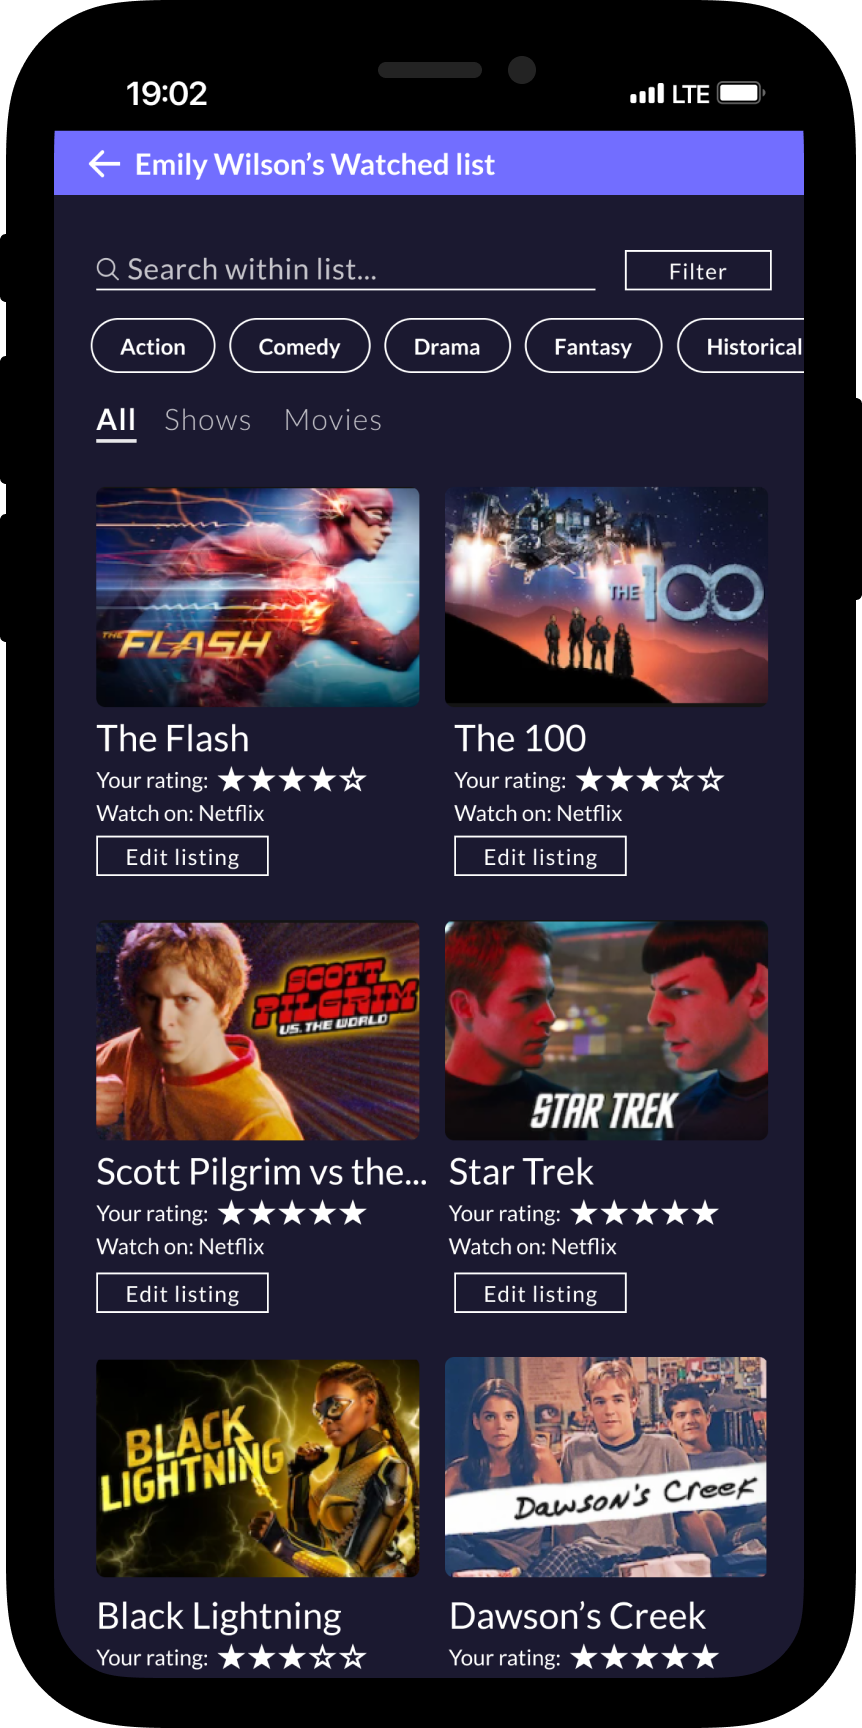 19:02 LTE
Emily Wilson’s Watched list
Search within list... Filter
Action Comedy Drama Fantasy Historical
All Shows Movies
THE FLASH
THE 100
The Flash The 100
Your rating: ★★★★☆ Your rating: ★★★☆☆
Watch on: Netflix Watch on: Netflix
Edit listing Edit listing
SCOTT
PILGRIM
VS. THE WORLD
STAR TREK
Scott Pilgrim vs the... Star Trek
Your rating: ★★★★★ Your rating: ★★★★★
Watch on: Netflix Watch on: Netflix
Edit listing Edit listing
BLACK
LIGHTNING
Dawson's Creek
Black Lightning Dawson’s Creek
Your rating: ★★★☆☆ Your rating: ★★★★★